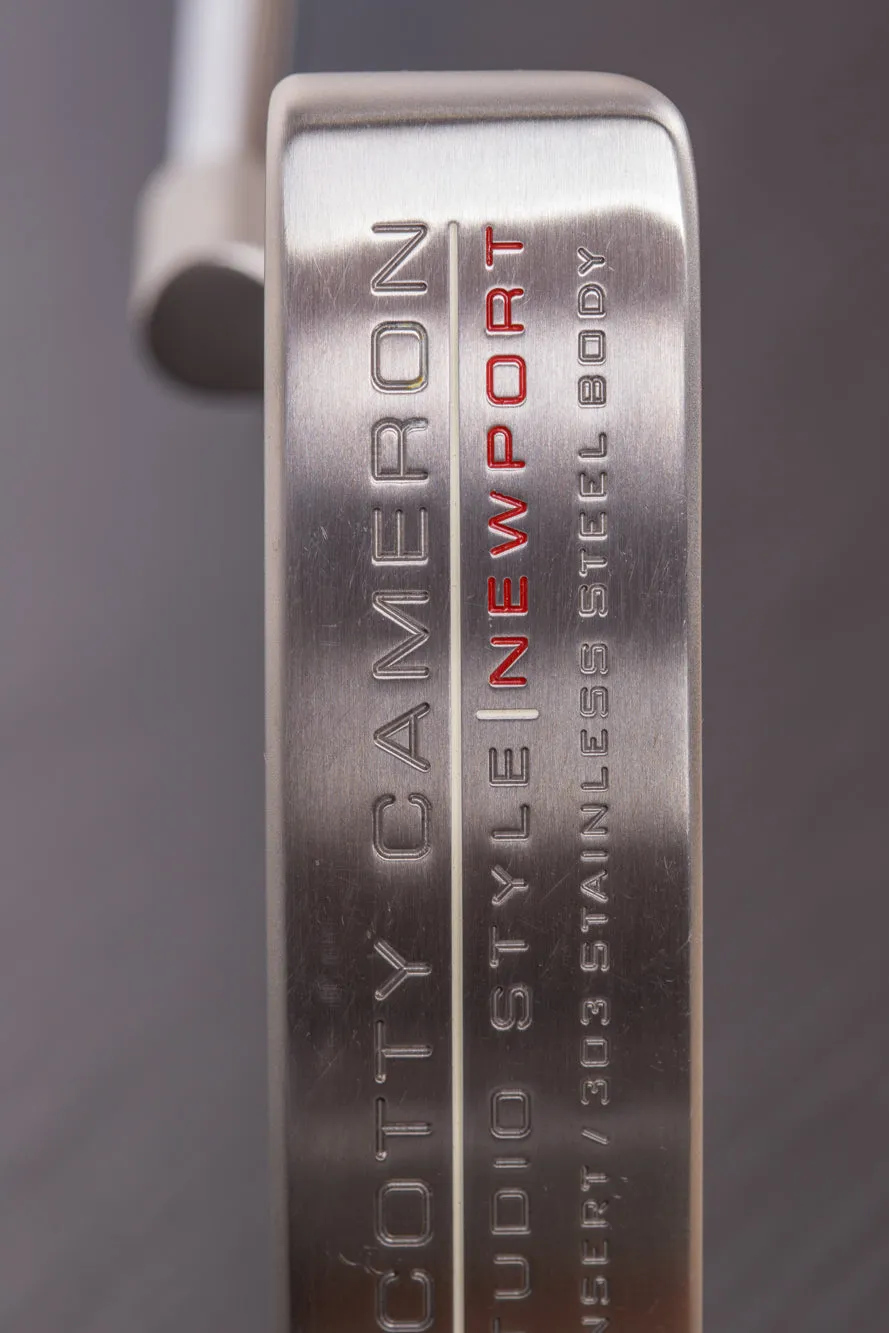 COTTY CAMERON
TUDIO STYLE|NEWPORT
NSERT / 303 STAINLESS STEEL BODY